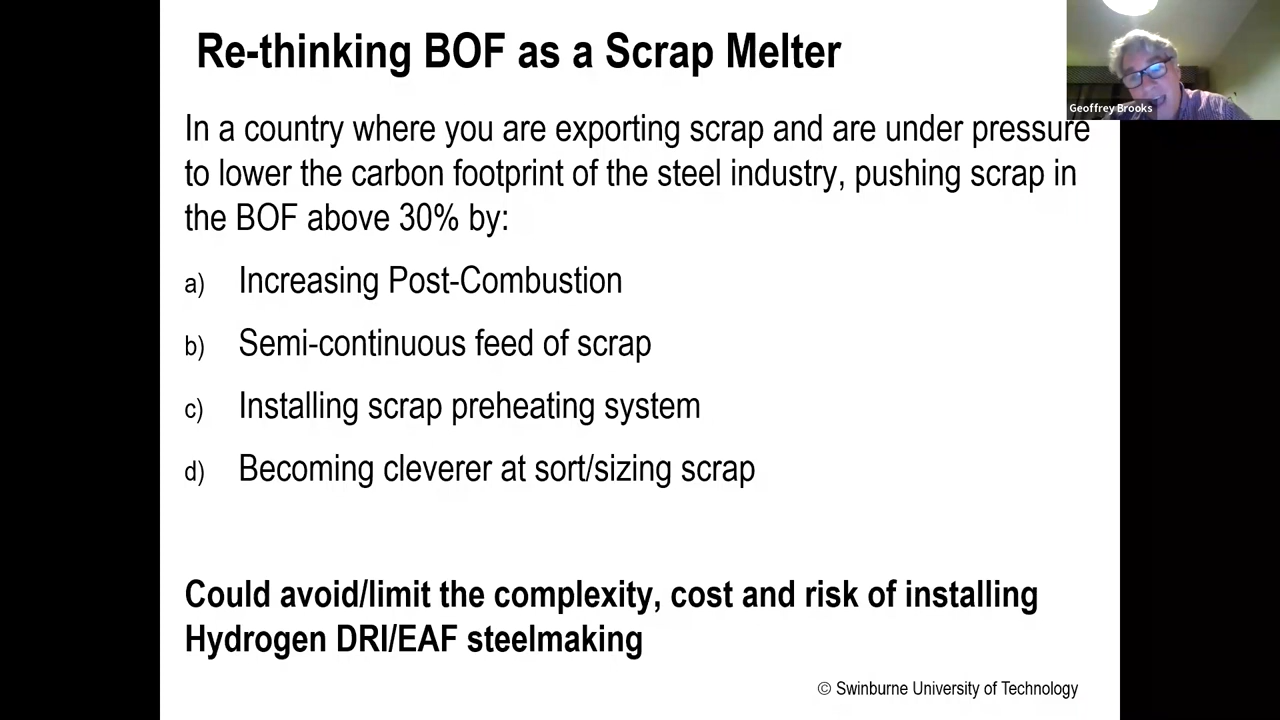 Re-thinking BOF as a Scrap Melter
Geoffrey Brooks
In a country where you are exporting scrap and are under pressure
to lower the carbon footprint of the steel industry, pushing scrap in
the BOF above 30% by:
a) Increasing Post-Combustion
b) Semi-continuous feed of scrap
c) Installing scrap preheating system
d) Becoming cleverer at sort/sizing scrap
Could avoid/limit the complexity, cost and risk of installing
Hydrogen DRI/EAF steelmaking
© Swinburne University of Technology